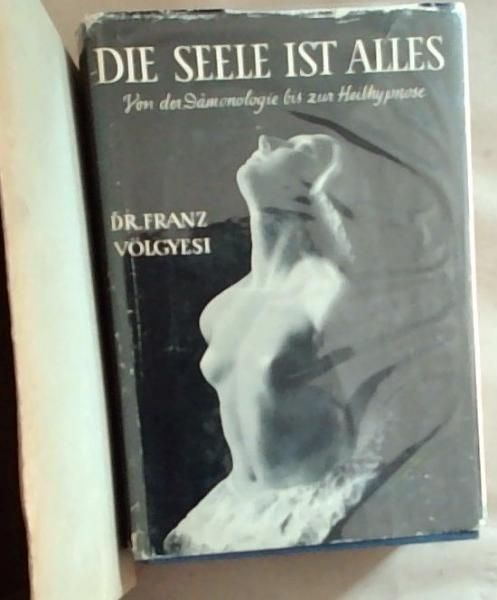 DIE SEELE IST ALLES
Von der Dämonologie bis zur Heilhypnose
DR. FRANZ
VÖLGYESI